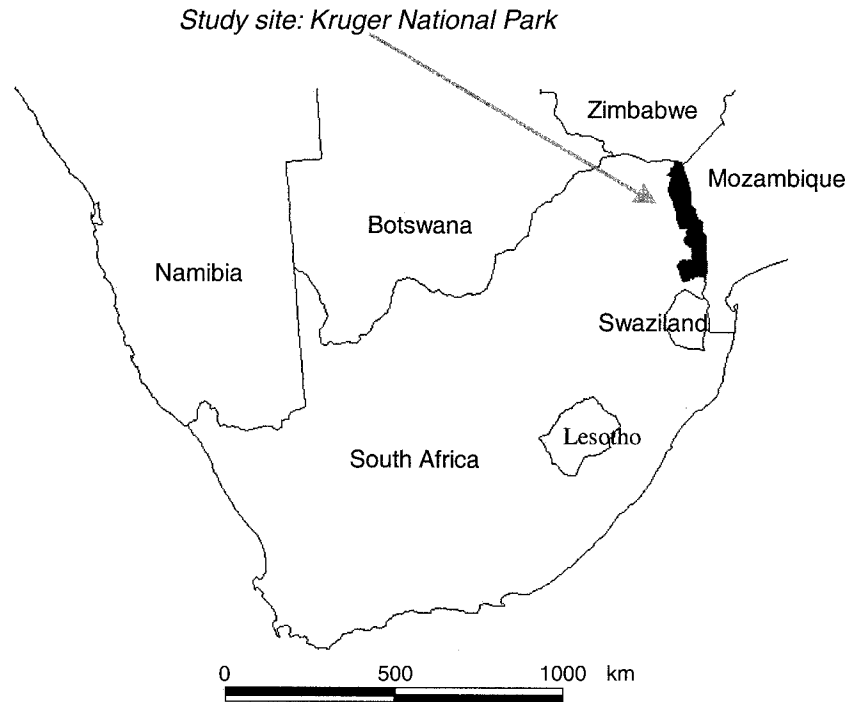 Study site: Kruger National Park
Zimbabwe
Mozambique
Botswana
Namibia
Swaziland
Lesotho
South Africa
0 500 1000 km